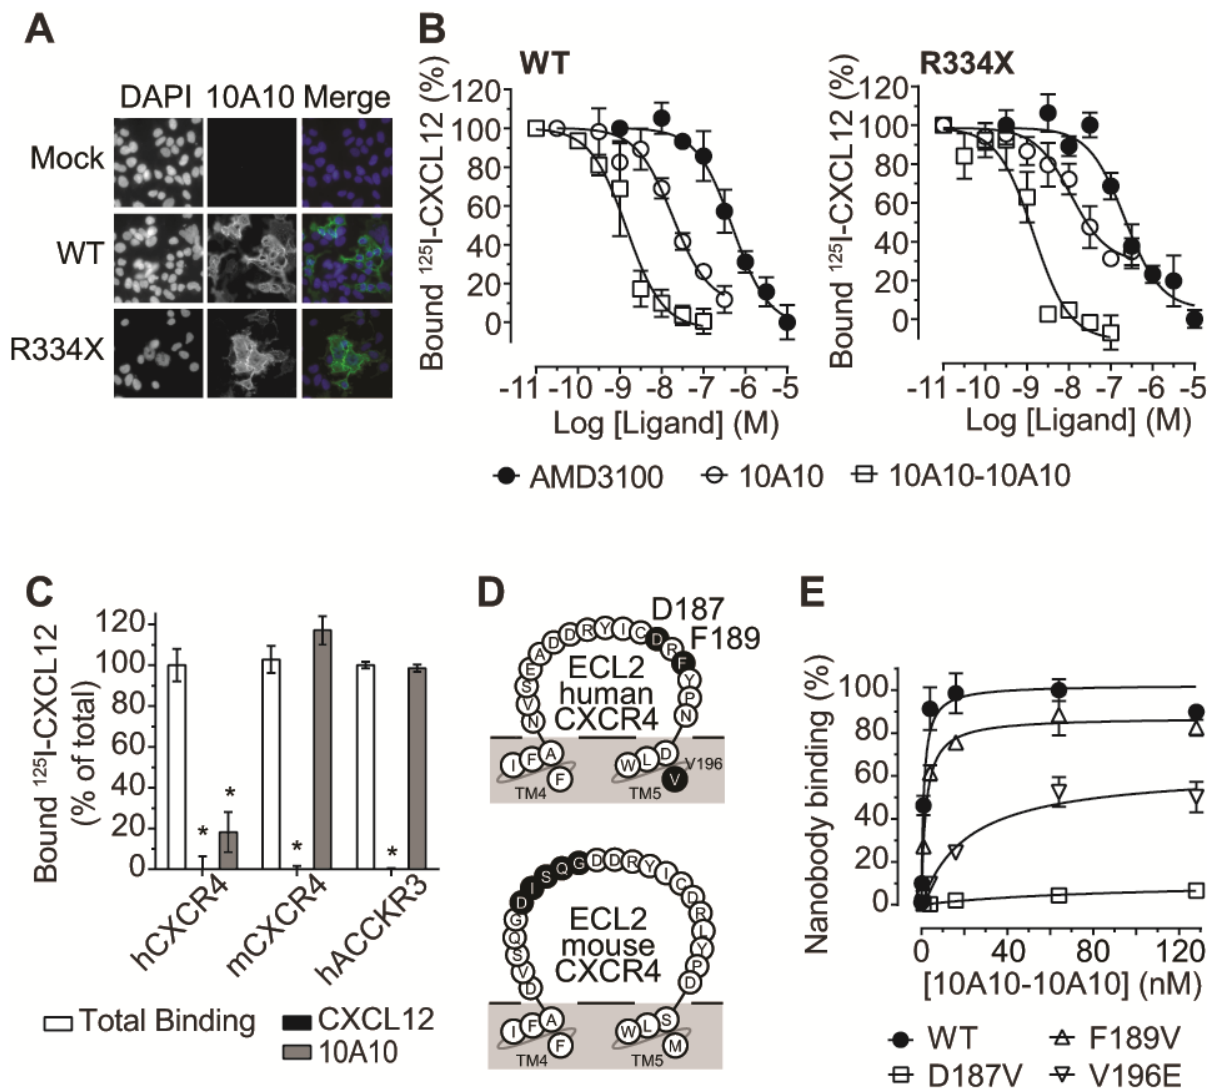 A
DAPI 10A10 Merge
Mock
WT
R334X
B
WT
Bound ¹²⁵I-CXCL12 (%)
120
100
80
60
40
20
0
-11 -10 -9 -8 -7 -6 -5
Log [Ligand] (M)
R334X
Bound ¹²⁵I-CXCL12 (%)
120
100
80
60
40
20
0
-11 -10 -9 -8 -7 -6 -5
Log [Ligand] (M)
AMD3100 10A10 10A10-10A10
C
Bound ¹²⁵I-CXCL12
(% of total)
120
100
80
60
40
20
0
* * * *
hCXCR4 mCXCR4 hACCKR3
Total Binding CXCL12
10A10
D
D187
F189
ECL2
human
CXCR4
I F A F N V S E A D D R Y I C D R F Y P N D L W V
V196
TM4 TM5
ECL2
mouse
CXCR4
I F A F D V S Q G D I S Q G D D R Y I C D R L Y P D S L W M
TM4 TM5
E
Nanobody binding (%)
100
80
60
40
20
0
0 40 80 120
[10A10-10A10] (nM)
WT F189V
D187V V196E